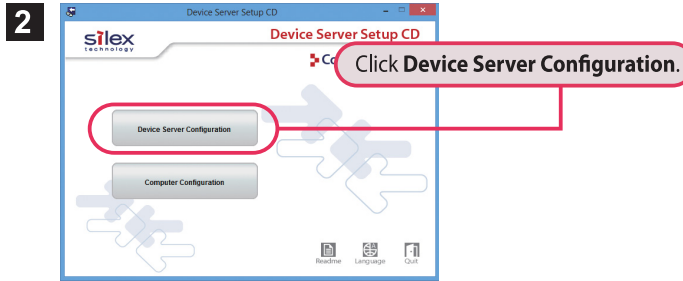 2
Device Server Setup CD
silex
technology
Device Server Setup CD
Click Device Server Configuration.
Device Server Configuration
Computer Configuration
Readme
Language
Quit